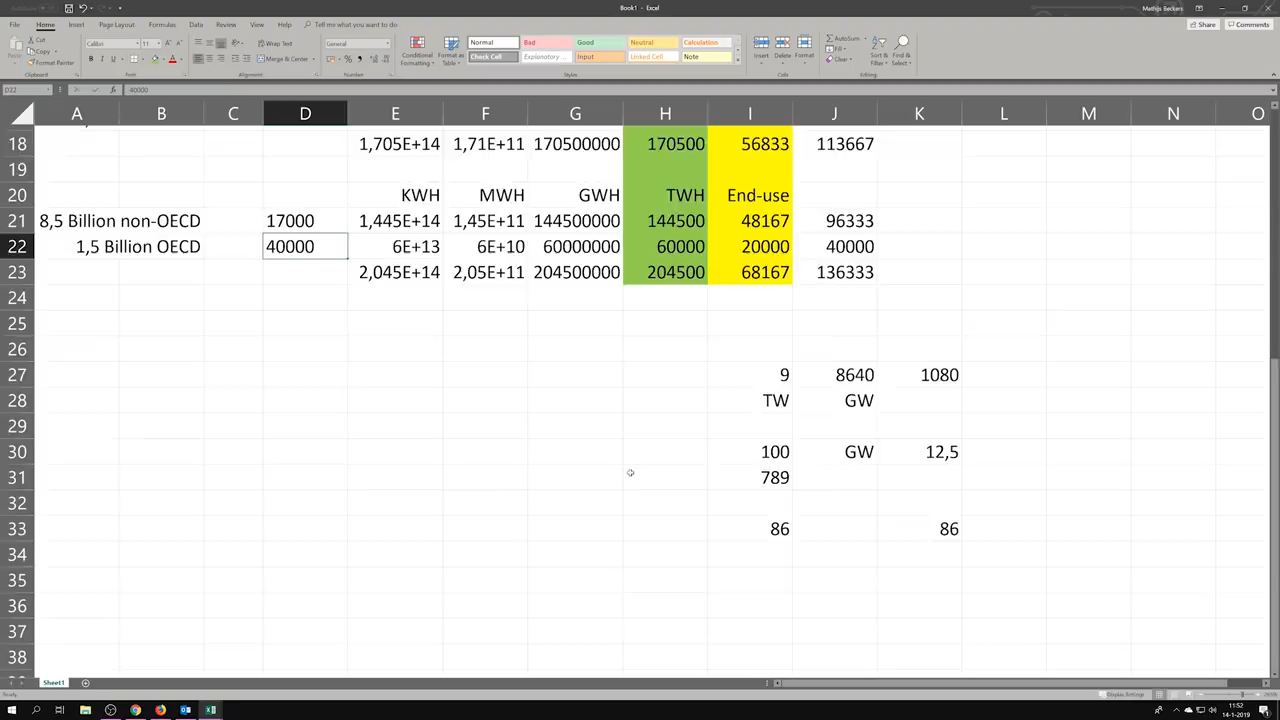 Book1 - Excel
Mathijs Beckers
File Home Insert Page Layout Formulas Data Review View Help Tell me what you want to do
Share Comments
Cut
Copy
Format Painter
Paste
Clipboard
Calibri 11
Font
Wrap Text
Merge & Center
Alignment
General
Number
Conditional Formatting
Format as Table
Normal Bad Good Neutral Calculation
Check Cell Explanatory ... Input Linked Cell Note
Styles
Insert Delete Format
Cells
AutoSum
Fill
Clear
Sort & Filter
Find & Select
Editing
D22 fx 40000
A B C D E F G H I J K L M N O
18 1,705E+14 1,71E+11 170500000 170500 56833 113667
19
20 KWH MWH GWH TWH End-use
21 8,5 Billion non-OECD 17000 1,445E+14 1,45E+11 144500000 144500 48167 96333
22 1,5 Billion OECD 40000 6E+13 6E+10 60000000 60000 20000 40000
23 2,045E+14 2,05E+11 204500000 204500 68167 136333
24
25
26
27 9 8640 1080
28 TW GW
29
30 100 GW 12,5
31 789
32
33 86 86
34
35
36
37
38
Sheet1
Ready
Display Settings
11:52
14-1-2019